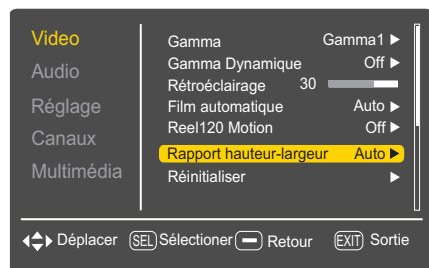 Video
Audio
Réglage
Canaux
Multimédia
Gamma Gamma1
Gamma Dynamique Off
Rétroéclairage 30
Film automatique Auto
Reel120 Motion Off
Rapport hauteur-largeur Auto
Réinitialiser
Déplacer SEL Sélectioner Retour EXIT Sortie